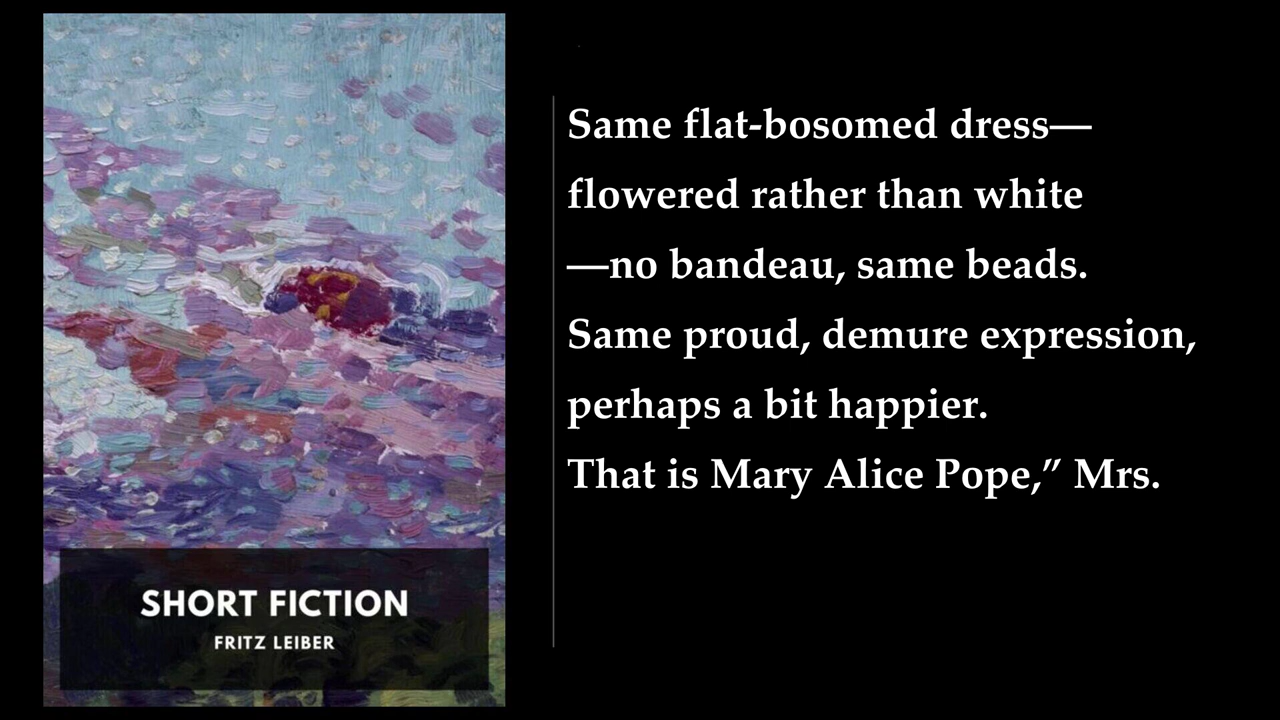 SHORT FICTION
FRITZ LEIBER
Same flat-bosomed dress—
flowered rather than white
—no bandeau, same beads.
Same proud, demure expression,
perhaps a bit happier.
That is Mary Alice Pope,” Mrs.